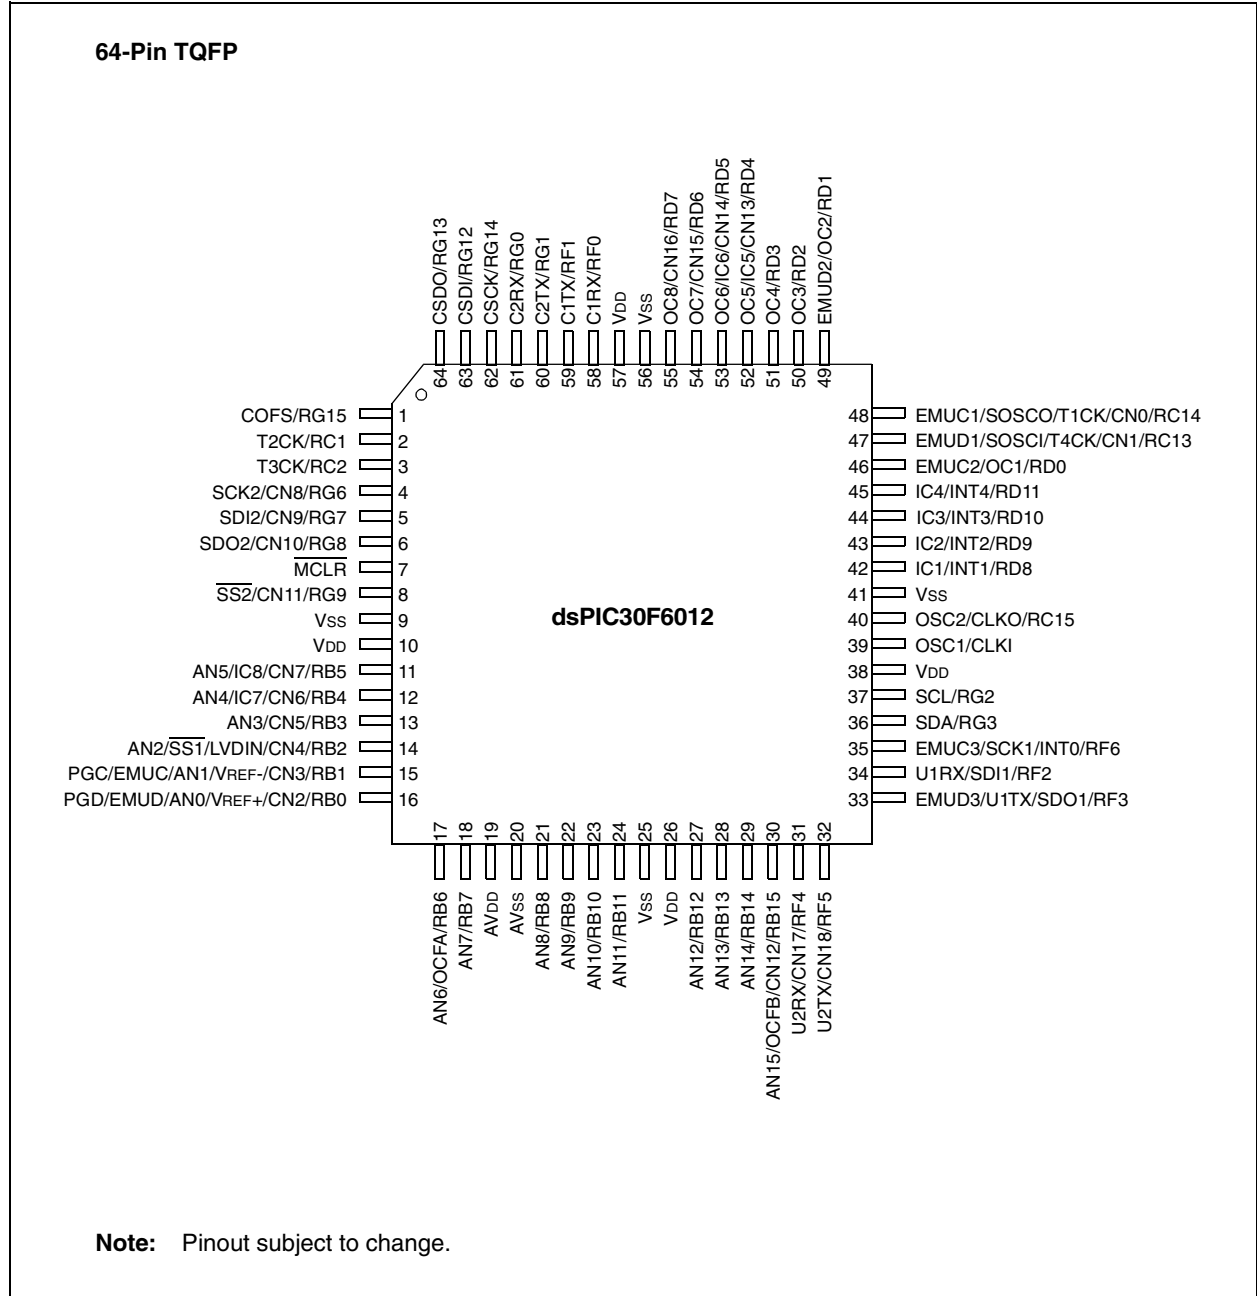 64-Pin TQFP
CSDO/RG13
CSDI/RG12
CSCK/RG14
C2RX/RG0
C2TX/RG1
C1TX/RF1
C1RX/RF0
VDD
VSS
OC8/CN16/RD7
OC7/CN15/RD6
OC6/IC6/CN14/RD5
OC5/IC5/CN13/RD4
OC4/RD3
OC3/RD2
EMUD2/OC2/RD1
64
63
62
61
60
59
58
57
56
55
54
53
52
51
50
49
COFS/RG15 1
T2CK/RC1 2
T3CK/RC2 3
SCK2/CN8/RG6 4
SDI2/CN9/RG7 5
SDO2/CN10/RG8 6
MCLR 7
SS2/CN11/RG9 8
VSS 9
VDD 10
AN5/IC8/CN7/RB5 11
AN4/IC7/CN6/RB4 12
AN3/CN5/RB3 13
AN2/SS1/LVDIN/CN4/RB2 14
PGC/EMUC/AN1/VREF-/CN3/RB1 15
PGD/EMUD/AN0/VREF+/CN2/RB0 16
dsPIC30F6012
48 EMUC1/SOSCO/T1CK/CN0/RC14
47 EMUD1/SOSCI/T4CK/CN1/RC13
46 EMUC2/OC1/RD0
45 IC4/INT4/RD11
44 IC3/INT3/RD10
43 IC2/INT2/RD9
42 IC1/INT1/RD8
41 VSS
40 OSC2/CLKO/RC15
39 OSC1/CLKI
38 VDD
37 SCL/RG2
36 SDA/RG3
35 EMUC3/SCK1/INT0/RF6
34 U1RX/SDI1/RF2
33 EMUD3/U1TX/SDO1/RF3
17
18
19
20
21
22
23
24
25
26
27
28
29
30
31
32
AN6/OCFA/RB6
AN7/RB7
AVDD
AVSS
AN8/RB8
AN9/RB9
AN10/RB10
AN11/RB11
VSS
VDD
AN12/RB12
AN13/RB13
AN14/RB14
AN15/OCFB/CN12/RB15
U2RX/CN17/RF4
U2TX/CN18/RF5
Note: Pinout subject to change.